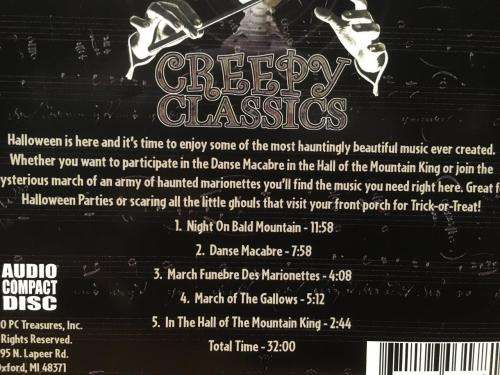 CREEPY
CLASSICS
Halloween is here and it's time to enjoy some of the most hauntingly beautiful music ever created.
Whether you want to participate in the Danse Macabre in the Hall of the Mountain King or join the
ysterious march of an army of haunted marionettes you'll find the music you need right here. Great f
Halloween Parties or scaring all the little ghouls that visit your front porch for Trick-or-Treat!
1. Night On Bald Mountain - 11:58
2. Danse Macabre - 7:58
3. March Funebre Des Marionettes - 4:08
4. March of The Gallows - 5:12
5. In The Hall of The Mountain King - 2:44
Total Time - 32:00
AUDIO
COMPACT
DISC
0 PC Treasures, Inc.
Rights Reserved.
95 N. Lapeer Rd.
xford, MI 48371